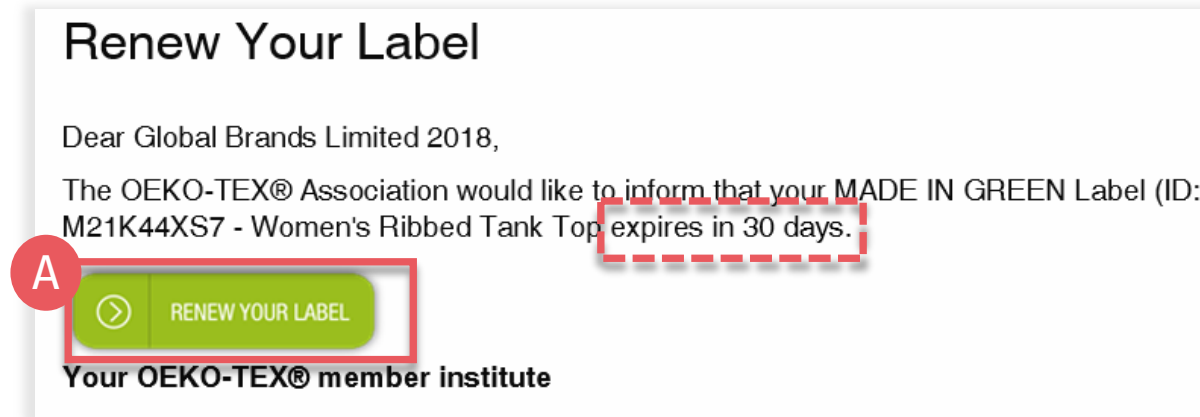 Renew Your Label
Dear Global Brands Limited 2018,
The OEKO-TEX® Association would like to inform that your MADE IN GREEN Label (ID:
M21K44XS7 - Women's Ribbed Tank Top expires in 30 days.
A
RENEW YOUR LABEL
Your OEKO-TEX® member institute